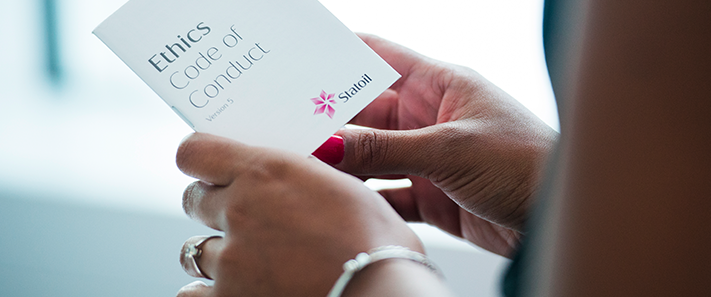 Ethics
Code of
Conduct
Version 5
Statoil